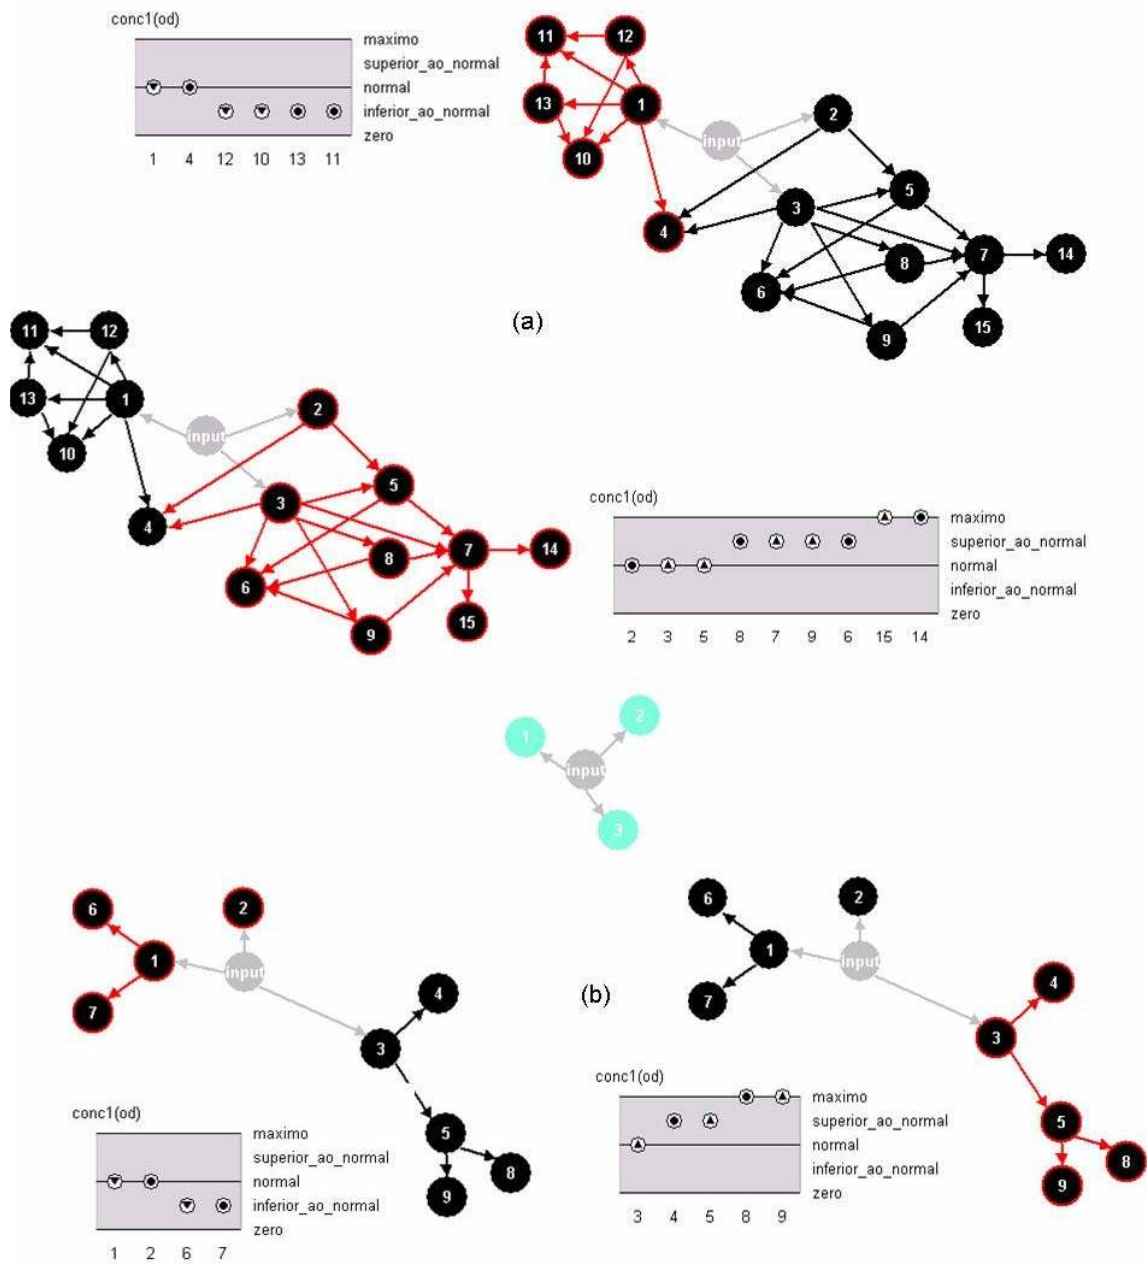 conc1(od)
maximo
superior_ao_normal
normal
inferior_ao_normal
zero
1 4 12 10 13 11
11 12
13 1
10
input
2
4
3
5
8
7
14
6
9
15
(a)
11 12
13 1
10
input
2
4
3
5
8
7
14
6
9
15
conc1(od)
maximo
superior_ao_normal
normal
inferior_ao_normal
zero
2 3 5 8 7 9 6 15 14
1
2
input
3
6
2
1
input
7
4
3
5
8
9
(b)
6
2
1
input
7
4
3
5
8
9
conc1(od)
maximo
superior_ao_normal
normal
inferior_ao_normal
zero
1 2 6 7
conc1(od)
maximo
superior_ao_normal
normal
inferior_ao_normal
zero
3 4 5 8 9